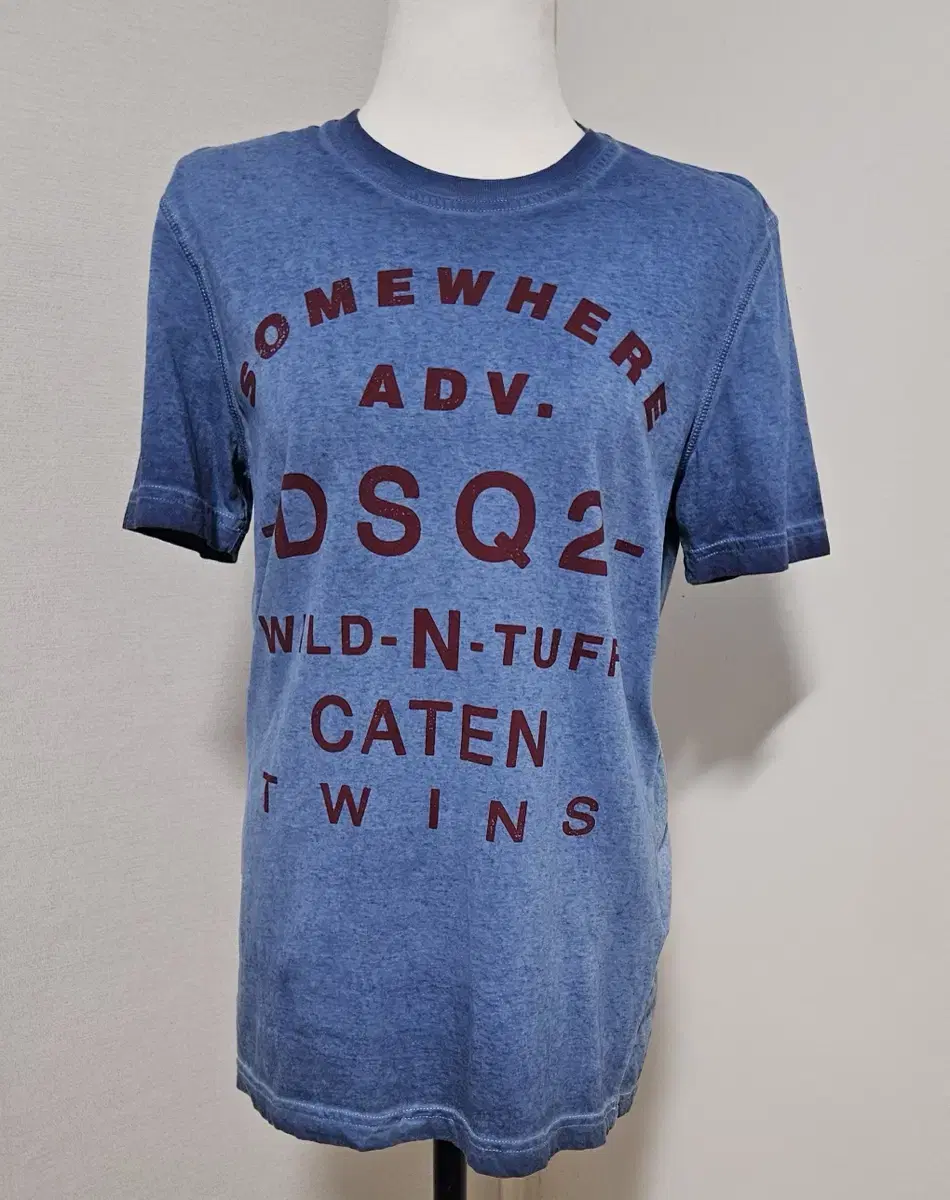 SOMEWHERE
ADV.
-DSQ2-
WILD-N-TUFF
CATEN
TWINS